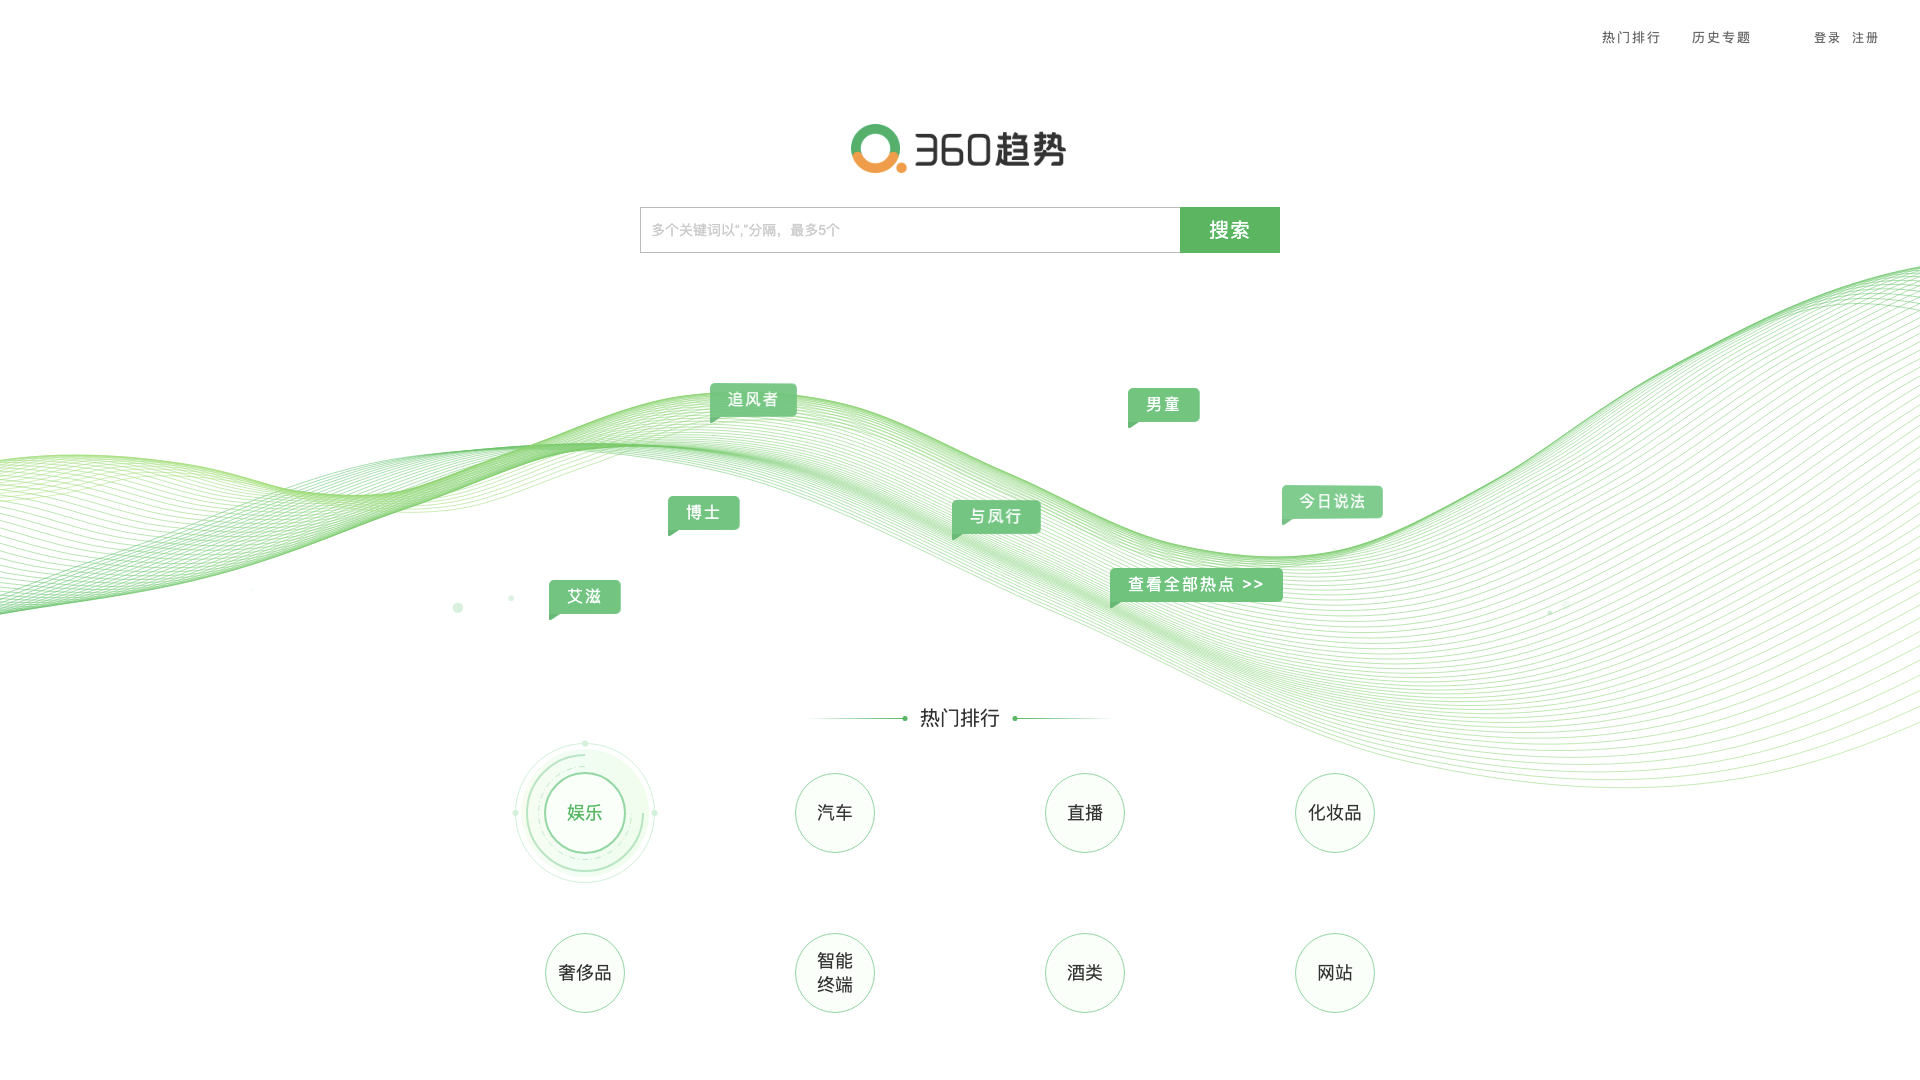 热门排行 历史专题 登录 注册
360趋势
多个关键词以“,”分隔，最多5个
搜索
追风者
男童
今日说法
博士
与凤行
查看全部热点 >>
艾滋
热门排行
娱乐
汽车
直播
化妆品
奢侈品
智能
终端
酒类
网站